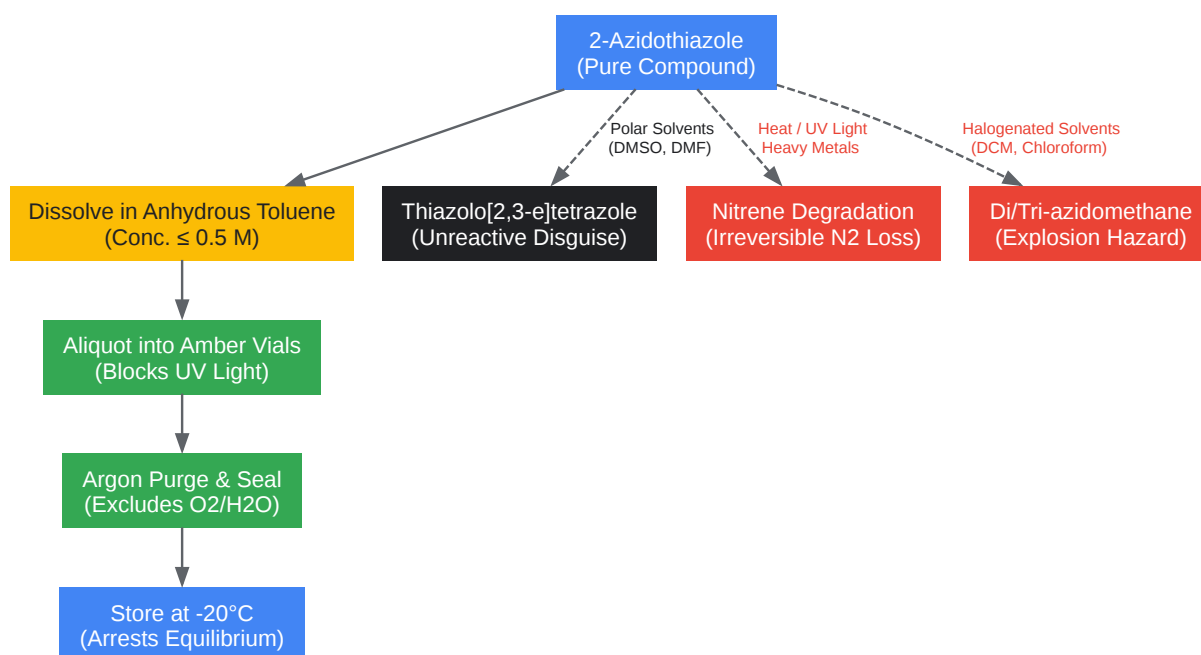 2-Azidothiazole
(Pure Compound)
Polar Solvents
(DMSO, DMF)
Heat / UV Light
Heavy Metals
Halogenated Solvents
(DCM, Chloroform)
Dissolve in Anhydrous Toluene
(Conc. ≤ 0.5 M)
Thiazolo[2,3-e]tetrazole
(Unreactive Disguise)
Nitrene Degradation
(Irreversible N2 Loss)
Di/Tri-azidomethane
(Explosion Hazard)
Aliquot into Amber Vials
(Blocks UV Light)
Argon Purge & Seal
(Excludes O2/H2O)
Store at -20°C
(Arrests Equilibrium)